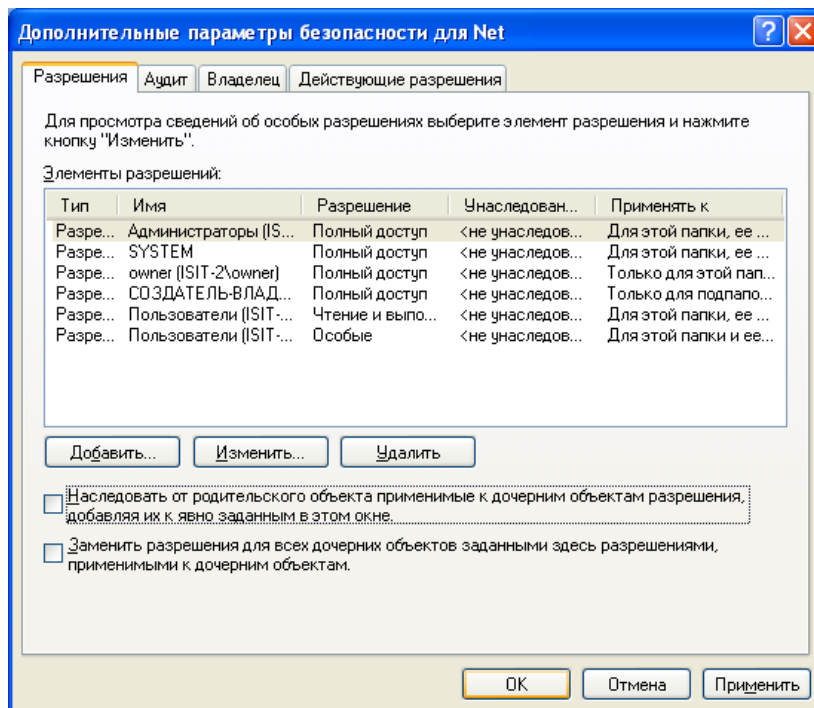 Дополнительные параметры безопасности для Net
Разрешения Аудит Владелец Действующие разрешения
Для просмотра сведений об особых разрешениях выберите элемент разрешения и нажмите
кнопку "Изменить".
Элементы разрешений:
Тип Имя Разрешение Унаследован... Применять к
Разре... Администраторы (IS... Полный доступ <не унаследов... Для этой папки, ее ...
Разре... SYSTEM Полный доступ <не унаследов... Для этой папки, ее ...
Разре... owner (ISIT-2\owner) Полный доступ <не унаследов... Только для этой пап...
Разре... СОЗДАТЕЛЬ-ВЛАД... Полный доступ <не унаследов... Только для подпапо...
Разре... Пользователи (ISIT-... Чтение и выпо... <не унаследов... Для этой папки, ее ...
Разре... Пользователи (ISIT-... Особые <не унаследов... Для этой папки и ее...
Добавить... Изменить... Удалить
Наследовать от родительского объекта применимые к дочерним объектам разрешения,
добавляя их к явно заданным в этом окне.
Заменить разрешения для всех дочерних объектов заданными здесь разрешениями,
применимыми к дочерним объектам.
OK Отмена Применить